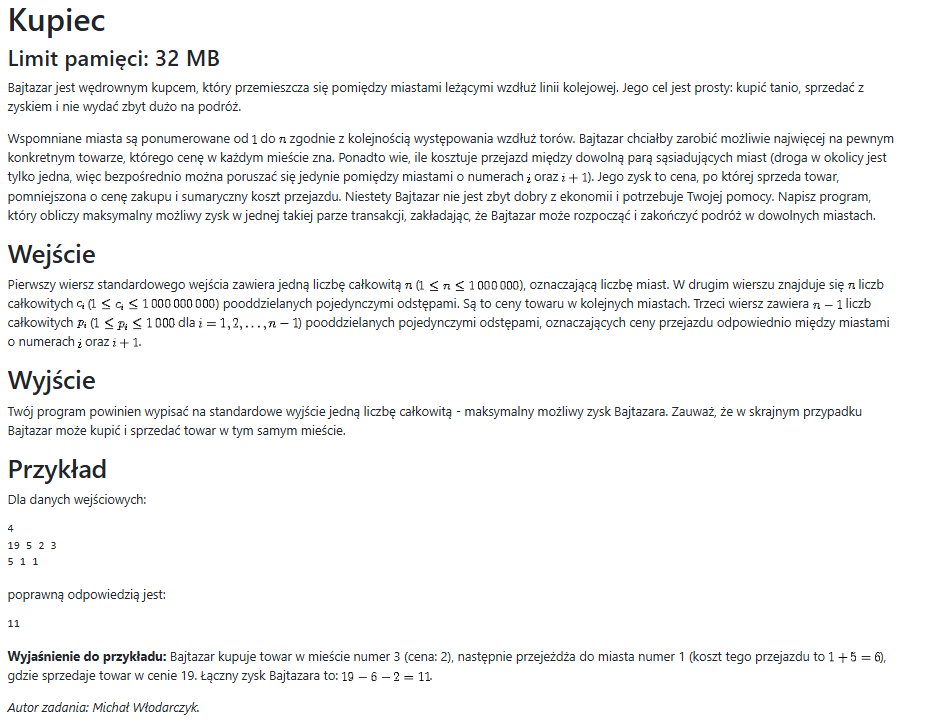 Kupiec
Limit pamięci: 32 MB
Bajtazar jest wędrownym kupcem, który przemieszcza się pomiędzy miastami leżącymi wzdłuż linii kolejowej. Jego cel jest prosty: kupić tanio, sprzedać z
zyskiem i nie wydać zbyt dużo na podróż.
Wspomniane miasta są ponumerowane od 1 do n zgodnie z kolejnością występowania wzdłuż torów. Bajtazar chciałby zarobić możliwie najwięcej na pewnym
konkretnym towarze, którego cenę w każdym mieście zna. Ponadto wie, ile kosztuje przejazd między dowolną parą sąsiadujących miast (droga w okolicy jest
tylko jedna, więc bezpośrednio można poruszać się jedynie pomiędzy miastami o numerach i oraz i + 1). Jego zysk to cena, po której sprzeda towar,
pomniejszona o cenę zakupu i sumaryczny koszt przejazdu. Niestety Bajtazar nie jest zbyt dobry z ekonomii i potrzebuje Twojej pomocy. Napisz program,
który obliczy maksymalny możliwy zysk w jednej takiej parze transakcji, zakładając, że Bajtazar może rozpocząć i zakończyć podróż w dowolnych miastach.
Wejście
Pierwszy wiersz standardowego wejścia zawiera jedną liczbę całkowitą n (1 ≤ n ≤ 1 000 000), oznaczającą liczbę miast. W drugim wierszu znajduje się n liczb
całkowitych cᵢ (1 ≤ cᵢ ≤ 1 000 000 000) pooddzielanych pojedynczymi odstępami. Są to ceny towaru w kolejnych miastach. Trzeci wiersz zawiera n − 1 liczb
całkowitych pᵢ (1 ≤ pᵢ ≤ 1 000 dla i = 1, 2, . . . , n − 1) pooddzielanych pojedynczymi odstępami, oznaczających ceny przejazdu odpowiednio między miastami
o numerach i oraz i + 1.
Wyjście
Twój program powinien wypisać na standardowe wyjście jedną liczbę całkowitą - maksymalny możliwy zysk Bajtazara. Zauważ, że w skrajnym przypadku
Bajtazar może kupić i sprzedać towar w tym samym mieście.
Przykład
Dla danych wejściowych:
4
19 5 2 3
5 1 1
poprawną odpowiedzią jest:
11
Wyjaśnienie do przykładu: Bajtazar kupuje towar w mieście numer 3 (cena: 2), następnie przejeżdża do miasta numer 1 (koszt tego przejazdu to 1 + 5 = 6),
gdzie sprzedaje towar w cenie 19. Łączny zysk Bajtazara to: 19 − 6 − 2 = 11.
Autor zadania: Michał Włodarczyk.